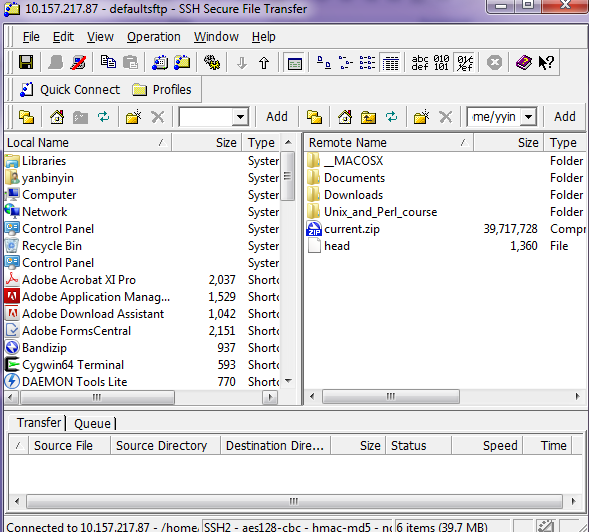 10.157.217.87 - defaultsftp - SSH Secure File Transfer
File Edit View Operation Window Help
abc def 010 101
Quick Connect Profiles
Add me/yyin Add
Local Name / Size Type Remote Name / Size Type
Libraries Syster __MACOSX Folder
yanbinyin Syster Documents Folder
Computer Syster Downloads Folder
Network Syster Unix_and_Perl_course Folder
Control Panel Syster current.zip 39,717,728 Compr
Recycle Bin Syster head 1,360 File
Control Panel Syster
Adobe Acrobat XI Pro 2,037 Shortc
Adobe Application Manag... 1,529 Shortc
Adobe Download Assistant 1,042 Shortc
Adobe FormsCentral 2,151 Shortc
Bandizip 937 Shortc
Cygwin64 Terminal 593 Shortc
DAEMON Tools Lite 770 Shortc
Transfer Queue
/ Source File Source Directory Destination Dire... Size Status Speed Time
Connected to 10.157.217.87 - /home/ SSH2 - aes128-cbc - hmac-md5 - nc 6 items (39.7 MB)